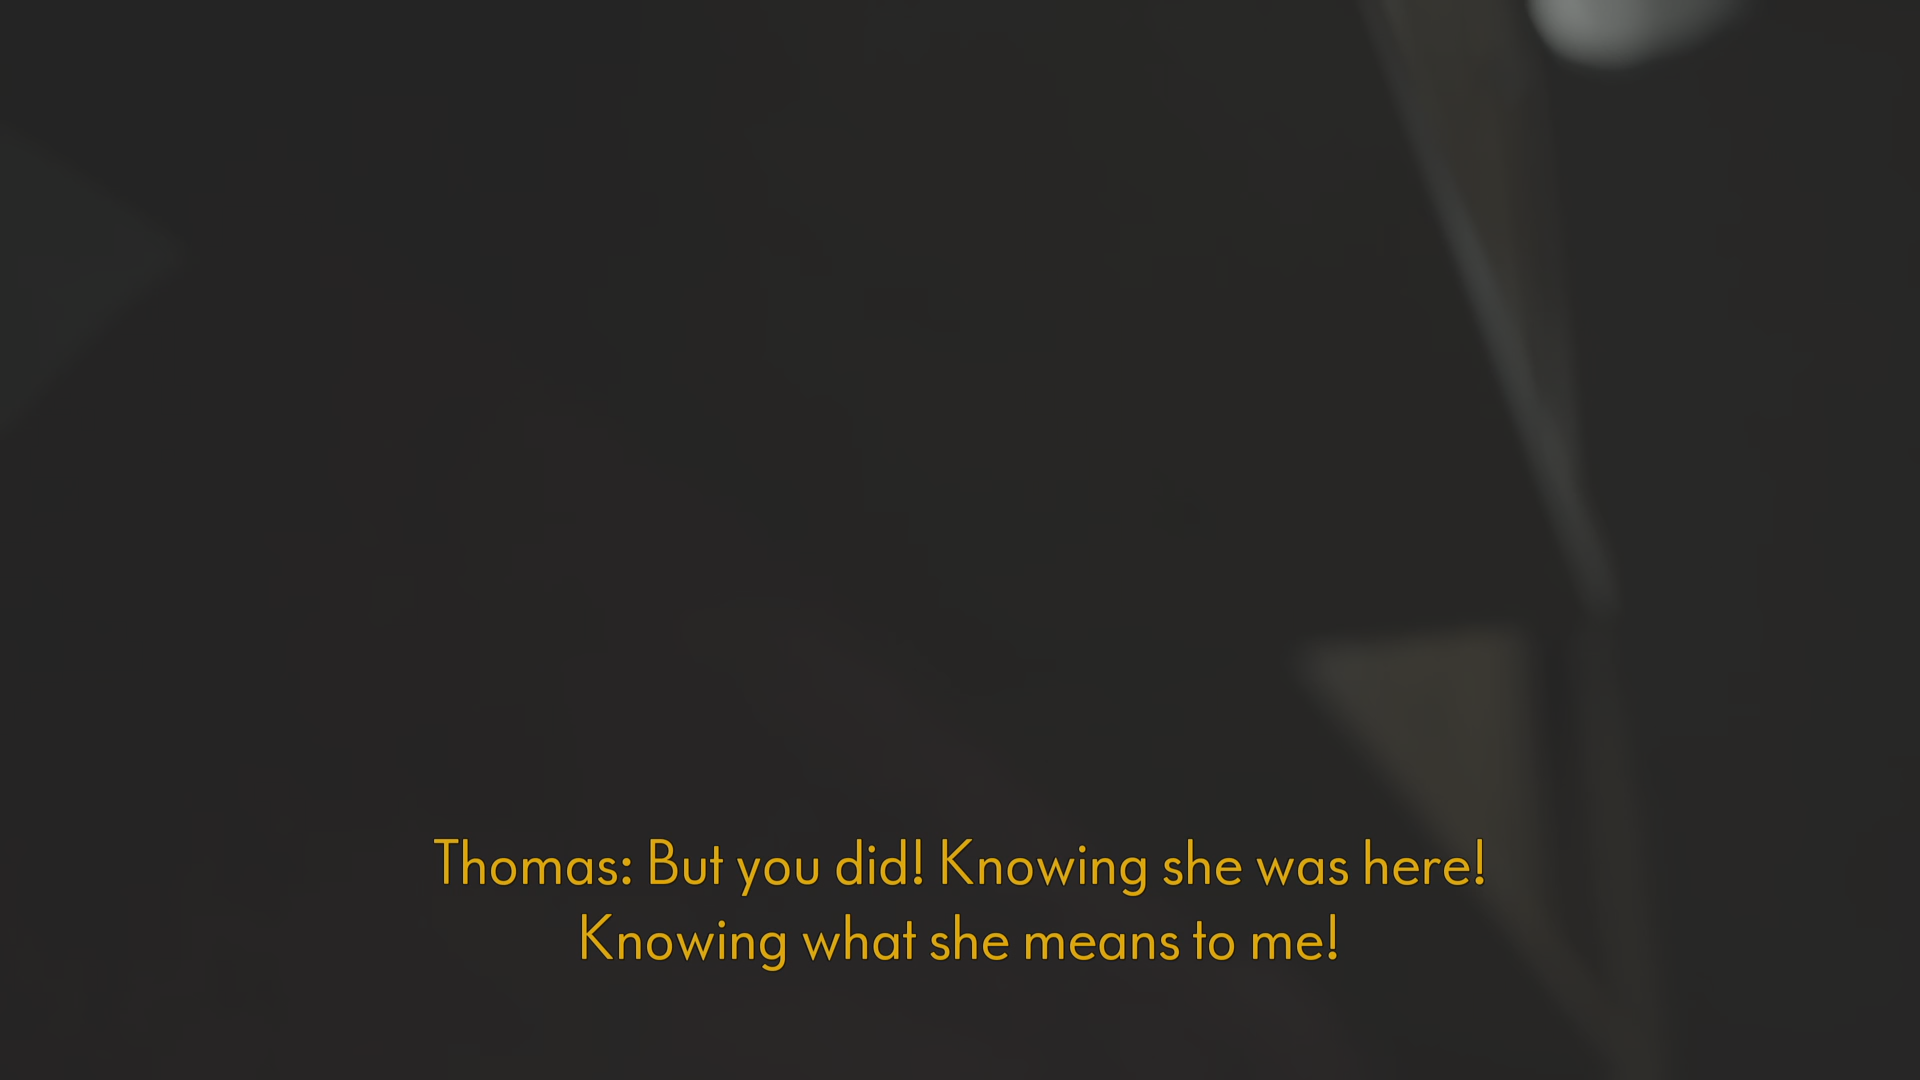 Thomas: But you did! Knowing she was here!
Knowing what she means to me!